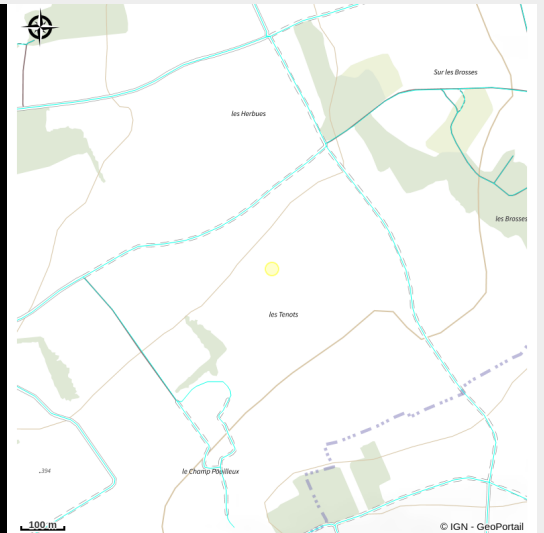 Sur les Brosses
les Herbues
les Brosses
les Tenots
.394
le Champ Pouilleux
100 m
© IGN - GeoPortail